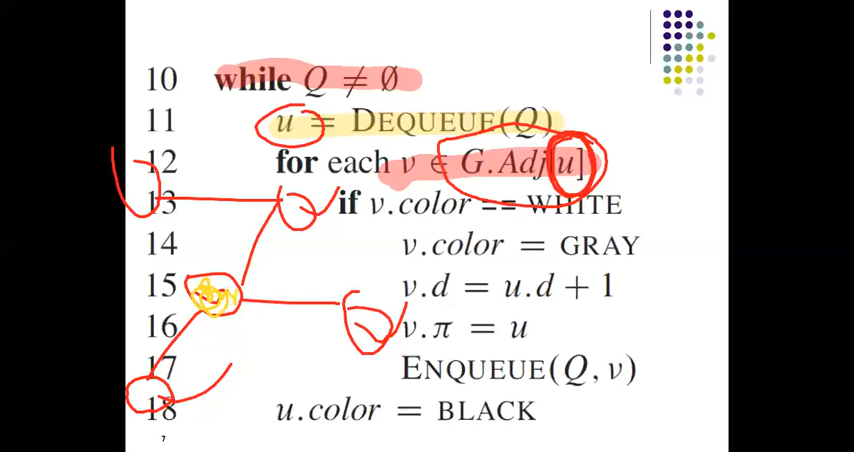 10 while Q ≠ ∅
11 u = DEQUEUE(Q)
12 for each v ∈ G.Adj[u]
13 if v.color == WHITE
14 v.color = GRAY
15 v.d = u.d + 1
16 v.π = u
17 ENQUEUE(Q, v)
18 u.color = BLACK
7